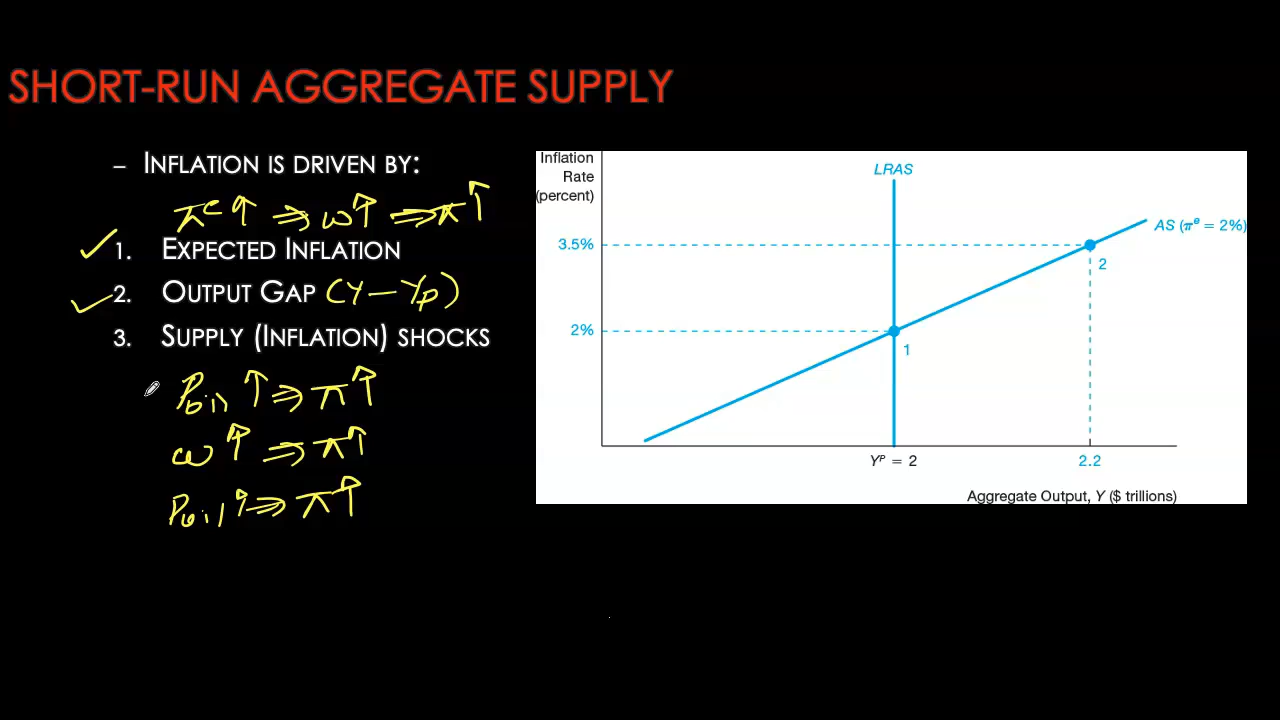 SHORT-RUN AGGREGATE SUPPLY
– INFLATION IS DRIVEN BY:
πe ↑ ⇒ w↑ ⇒ π↑
✓ 1. EXPECTED INFLATION
✓ 2. OUTPUT GAP (Y – Yp)
3. SUPPLY (INFLATION) SHOCKS
Poil ↑ ⇒ π↑
w ↑ ⇒ π↑
Poil ↑ ⇒ π↑
Inflation
Rate
(percent)
LRAS
AS (πe = 2%)
3.5%
2
2%
1
YP = 2
2.2
Aggregate Output, Y ($ trillions)